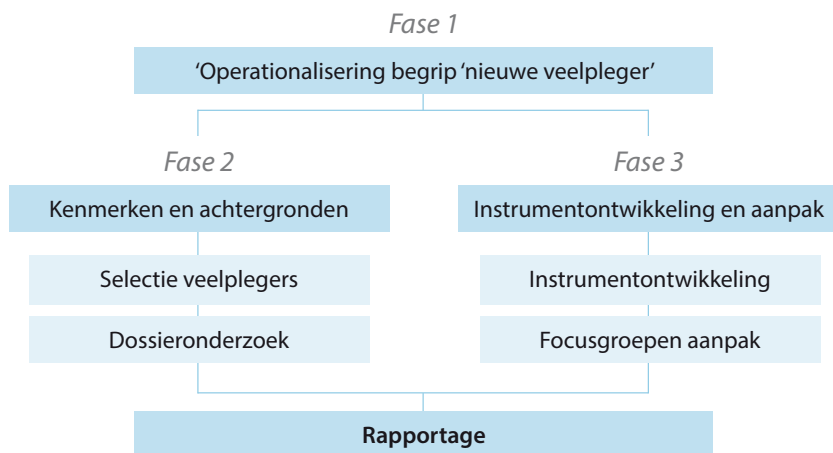 Fase 1
‘Operationalisering begrip ‘nieuwe veelpleger’
Fase 2
Kenmerken en achtergronden
Selectie veelplegers
Dossieronderzoek
Fase 3
Instrumentontwikkeling en aanpak
Instrumentontwikkeling
Focusgroepen aanpak
Rapportage